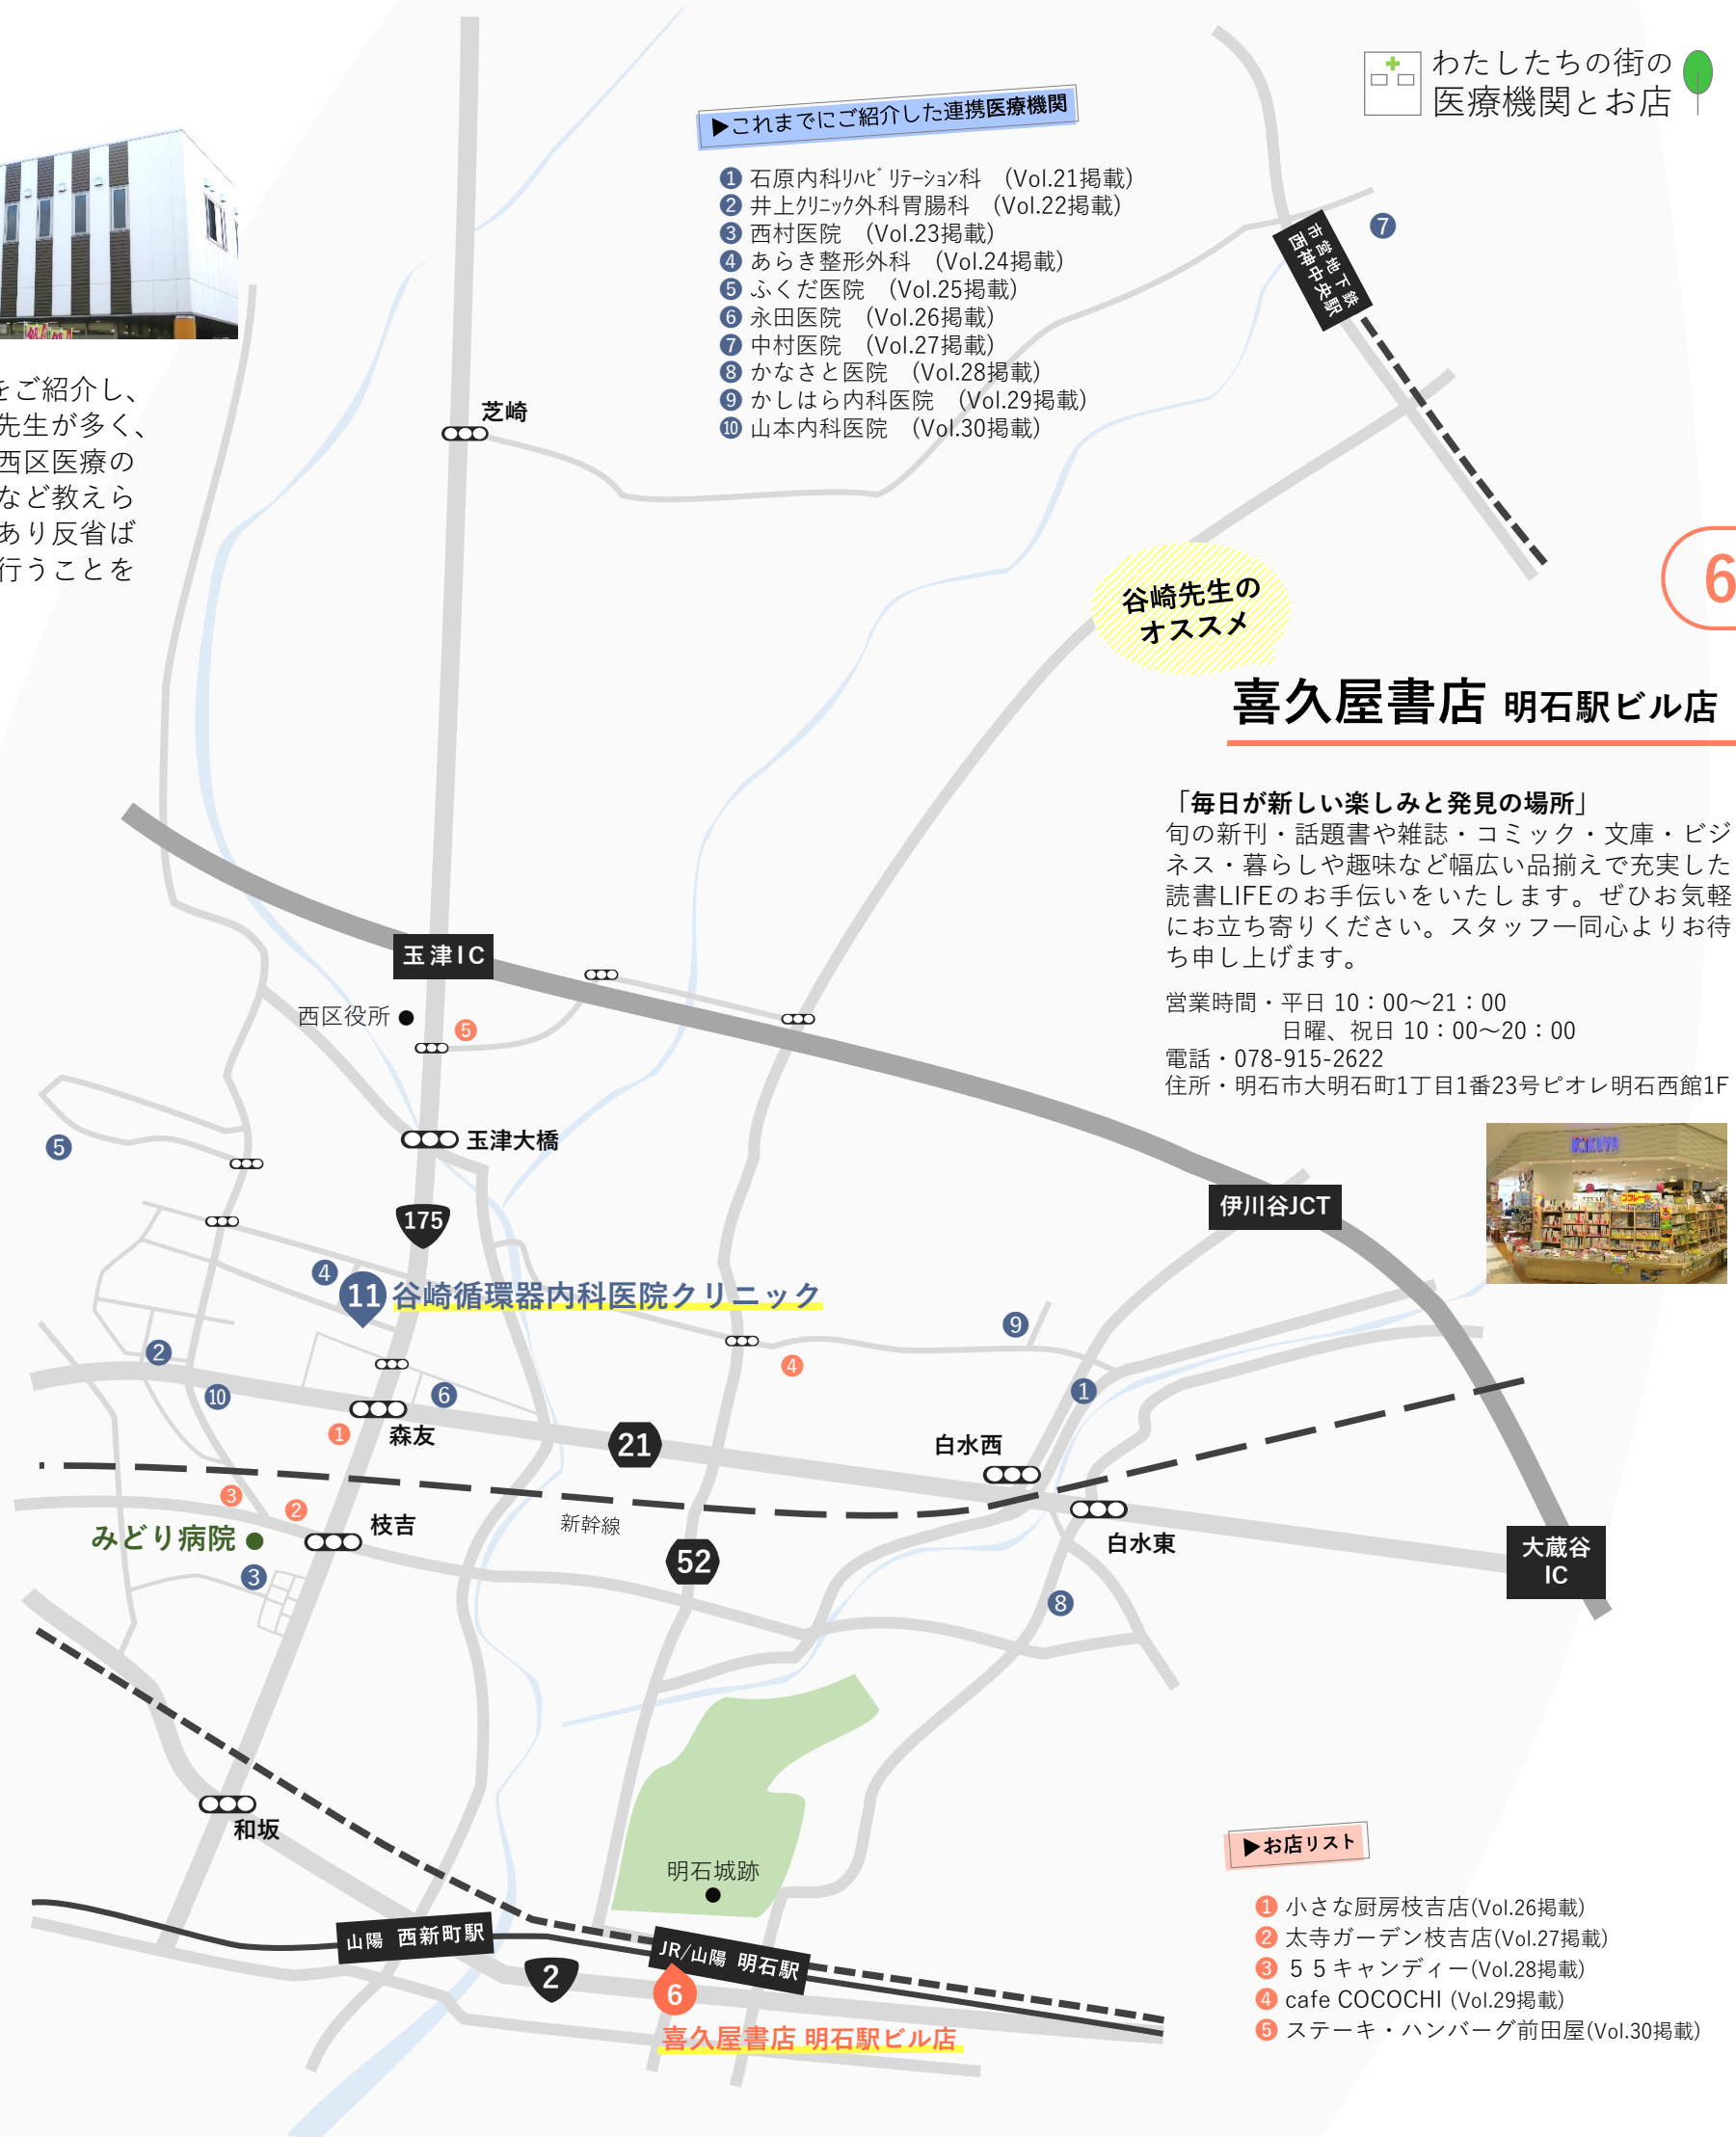 わたしたちの街の
医療機関とお店
▶これまでにご紹介した連携医療機関
❶ 石原内科ﾘﾊﾋﾞﾘﾃｰｼｮﾝ科 (Vol.21掲載)
❷ 井上ｸﾘﾆｯｸ外科胃腸科 (Vol.22掲載)
❸ 西村医院 (Vol.23掲載)
❹ あらき整形外科 (Vol.24掲載)
❺ ふくだ医院 (Vol.25掲載)
❻ 永田医院 (Vol.26掲載)
❼ 中村医院 (Vol.27掲載)
❽ かなさと医院 (Vol.28掲載)
❾ かしはら内科医院 (Vol.29掲載)
❿ 山本内科医院 (Vol.30掲載)
❼
市営地下鉄
西神中央駅
をご紹介し、
先生が多く、
西区医療の
など教えら
あり反省ば
行うことを
芝崎
谷崎先生の
オススメ
6
喜久屋書店 明石駅ビル店
「毎日が新しい楽しみと発見の場所」
旬の新刊・話題書や雑誌・コミック・文庫・ビジ
ネス・暮らしや趣味など幅広い品揃えで充実した
読書LIFEのお手伝いをいたします。ぜひお気軽
にお立ち寄りください。スタッフ一同心よりお待
ち申し上げます。
営業時間・平日 10：00～21：00
日曜、祝日 10：00～20：00
電話・078-915-2622
住所・明石市大明石町1丁目1番23号ピオレ明石西館1F
KIKUYA
玉津IC
西区役所
❺
玉津大橋
❺
175
伊川谷JCT
❹
11 谷崎循環器内科医院クリニック
❾
❷
❹
❿
❻
❶
❶
森友
21
白水西
❸
❷
枝吉
新幹線
みどり病院
52
白水東
大蔵谷
IC
❸
❽
和坂
明石城跡
山陽 西新町駅
JR/山陽 明石駅
2
6
喜久屋書店 明石駅ビル店
▶お店リスト
❶ 小さな厨房枝吉店(Vol.26掲載)
❷ 太寺ガーデン枝吉店(Vol.27掲載)
❸ ５５キャンディー(Vol.28掲載)
❹ cafe COCOCHI (Vol.29掲載)
❺ ステーキ・ハンバーグ前田屋(Vol.30掲載)